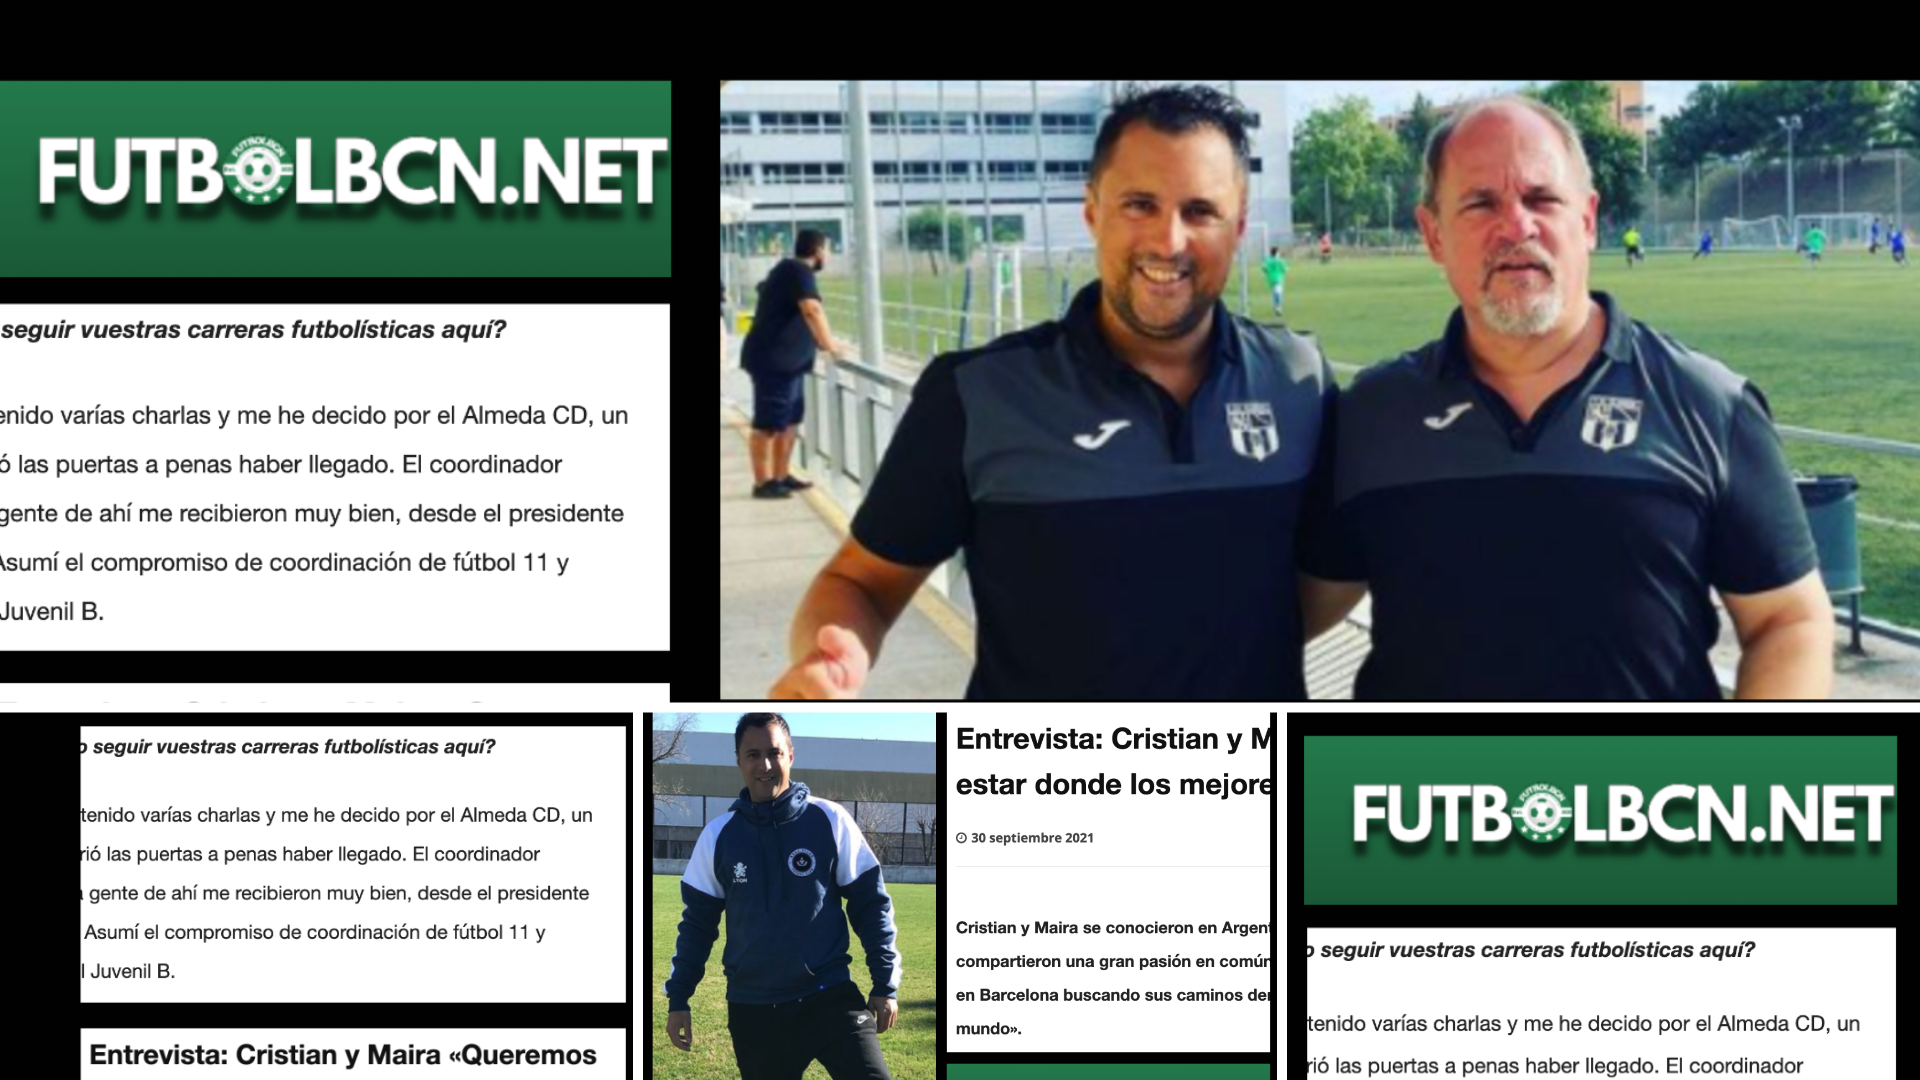 FUTBOLBCN.NET
seguir vuestras carreras futbolísticas aquí?
enido varías charlas y me he decido por el Almeda CD, un
ó las puertas a penas haber llegado. El coordinador
gente de ahí me recibieron muy bien, desde el presidente
Asumí el compromiso de coordinación de fútbol 11 y
Juvenil B.
o seguir vuestras carreras futbolísticas aquí?
tenido varías charlas y me he decido por el Almeda CD, un
rió las puertas a penas haber llegado. El coordinador
gente de ahí me recibieron muy bien, desde el presidente
Asumí el compromiso de coordinación de fútbol 11 y
l Juvenil B.
Entrevista: Cristian y Maira «Queremos
LYON
Entrevista: Cristian y M
estar donde los mejore
30 septiembre 2021
Cristian y Maira se conocieron en Argent
compartieron una gran pasión en común
en Barcelona buscando sus caminos der
mundo».
FUTBOLBCN.NET
o seguir vuestras carreras futbolísticas aquí?
tenido varías charlas y me he decido por el Almeda CD, un
rió las puertas a penas haber llegado. El coordinador